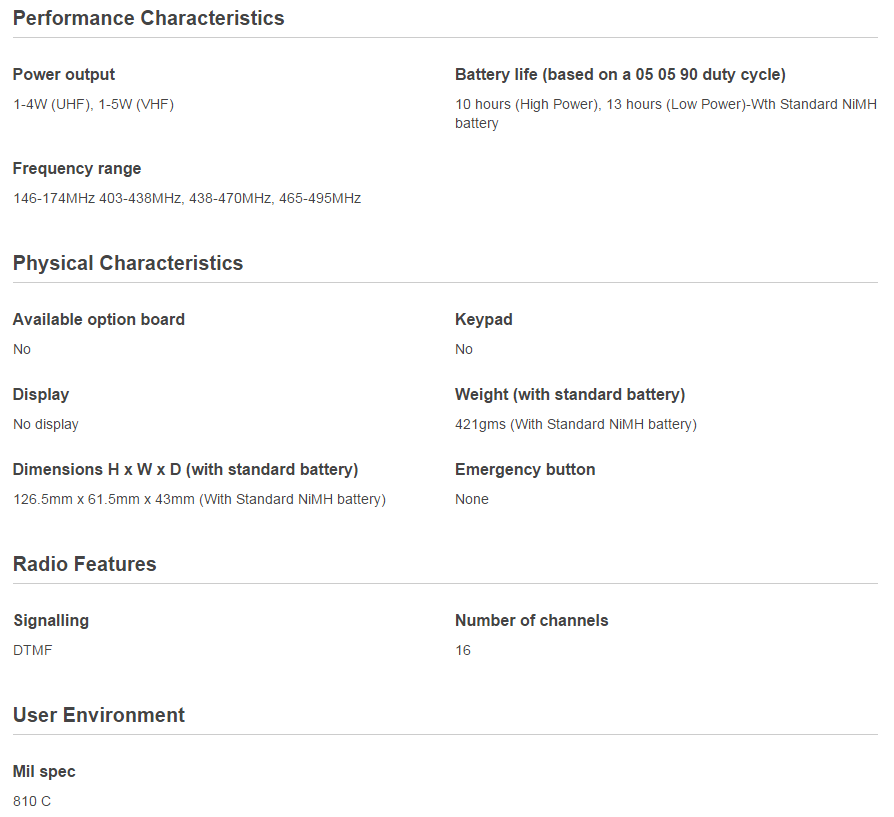 Performance Characteristics
Power output
1-4W (UHF), 1-5W (VHF)
Battery life (based on a 05 05 90 duty cycle)
10 hours (High Power), 13 hours (Low Power)-Wth Standard NiMH
battery
Frequency range
146-174MHz 403-438MHz, 438-470MHz, 465-495MHz
Physical Characteristics
Available option board
No
Keypad
No
Display
No display
Weight (with standard battery)
421gms (With Standard NiMH battery)
Dimensions H x W x D (with standard battery)
126.5mm x 61.5mm x 43mm (With Standard NiMH battery)
Emergency button
None
Radio Features
Signalling
DTMF
Number of channels
16
User Environment
Mil spec
810 C